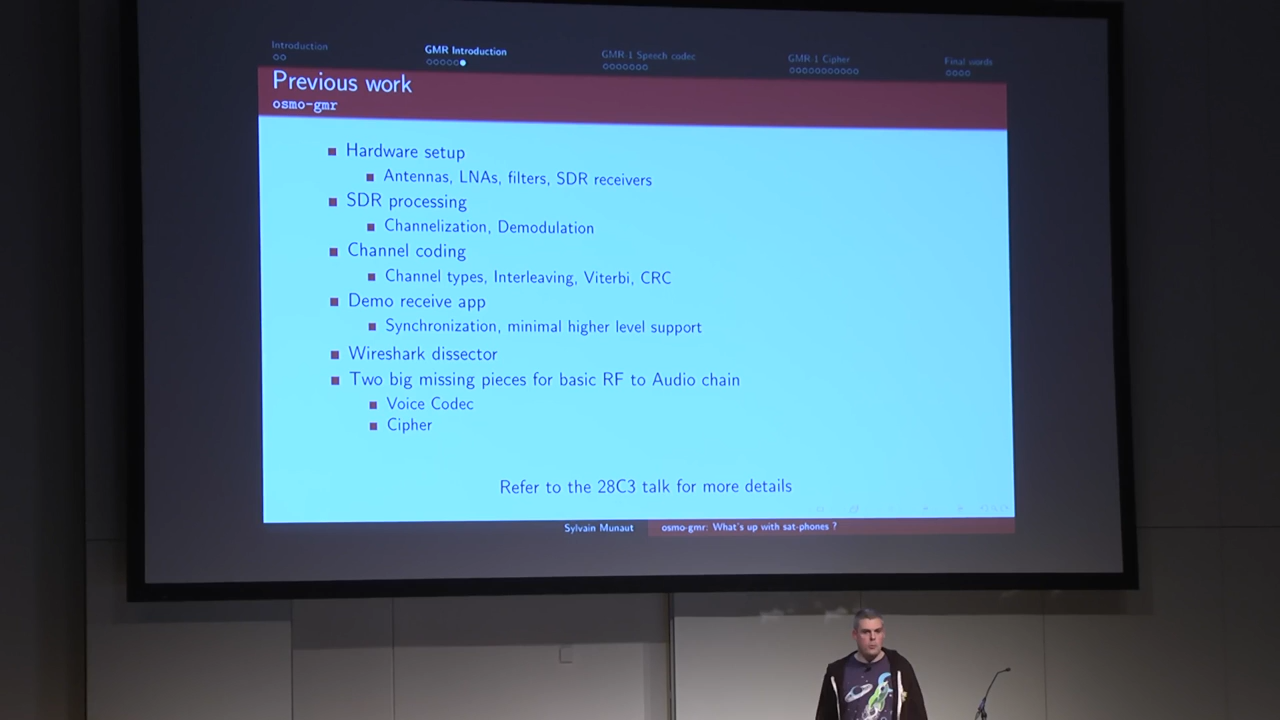 Introduction
GMR Introduction
GMR-1 Speech codec
GMR-1 Cipher
Final words
Previous work
osmo-gmr
Hardware setup
Antennas, LNAs, filters, SDR receivers
SDR processing
Channelization, Demodulation
Channel coding
Channel types, Interleaving, Viterbi, CRC
Demo receive app
Synchronization, minimal higher level support
Wireshark dissector
Two big missing pieces for basic RF to Audio chain
Voice Codec
Cipher
Refer to the 28C3 talk for more details
Sylvain Munaut
osmo-gmr: What's up with sat-phones ?